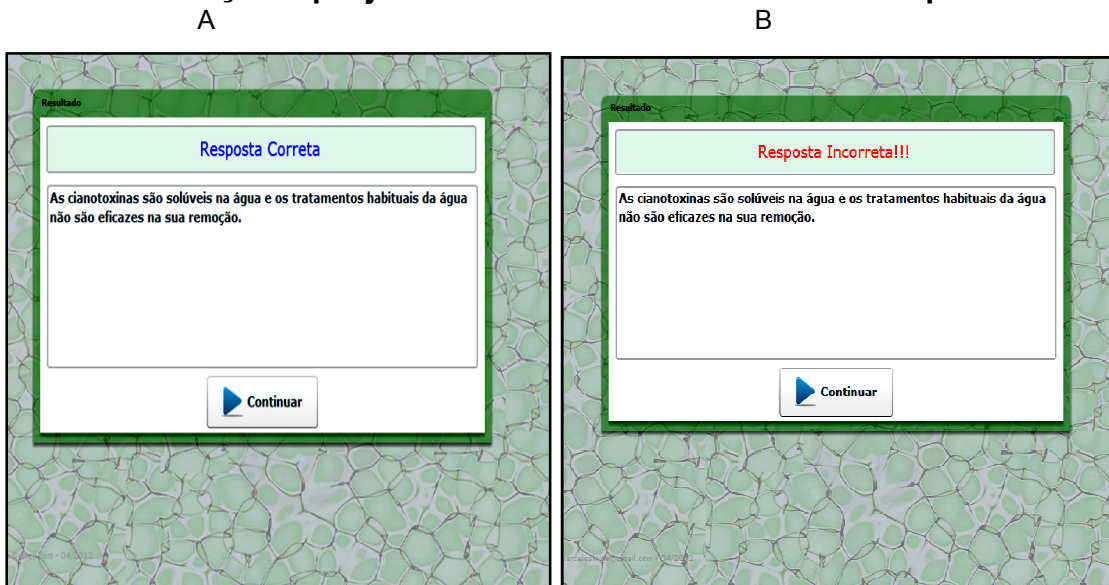 A
B
Resultado
Resposta Correta
As cianotoxinas são solúveis na água e os tratamentos habituais da água
não são eficazes na sua remoção.
Continuar
Resultado
Resposta Incorreta!!!
As cianotoxinas são solúveis na água e os tratamentos habituais da água
não são eficazes na sua remoção.
Continuar